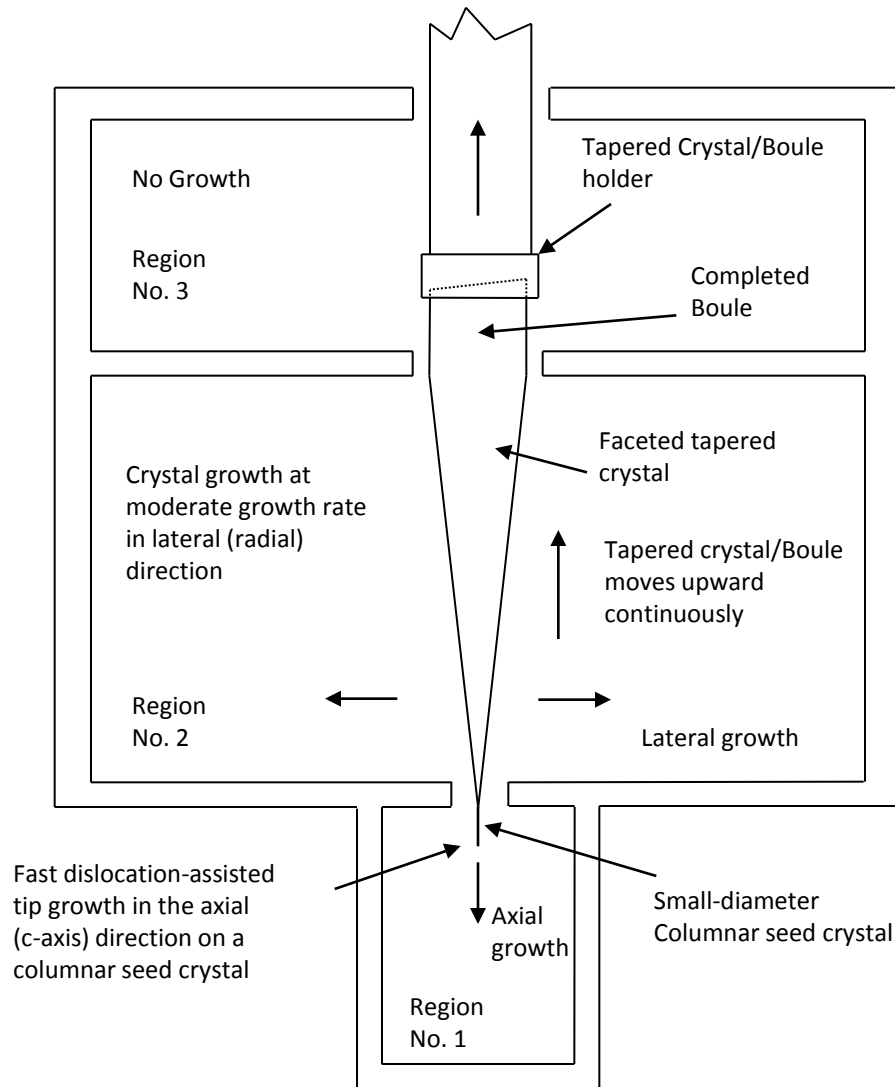 No Growth
Region
No. 3
Tapered Crystal/Boule
holder
Completed
Boule
Faceted tapered
crystal
Crystal growth at
moderate growth rate
in lateral (radial)
direction
Tapered crystal/Boule
moves upward
continuously
Region
No. 2
Lateral growth
Fast dislocation-assisted
tip growth in the axial
(c-axis) direction on a
columnar seed crystal
Axial
growth
Small-diameter
Columnar seed crystal
Region
No. 1